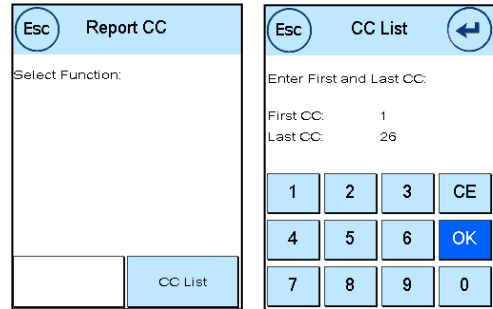 Esc Report CC
Select Function:
CC List
Esc CC List
Enter First and Last CC:
First CC: 1
Last CC: 26
1 2 3 CE
4 5 6 OK
7 8 9 0